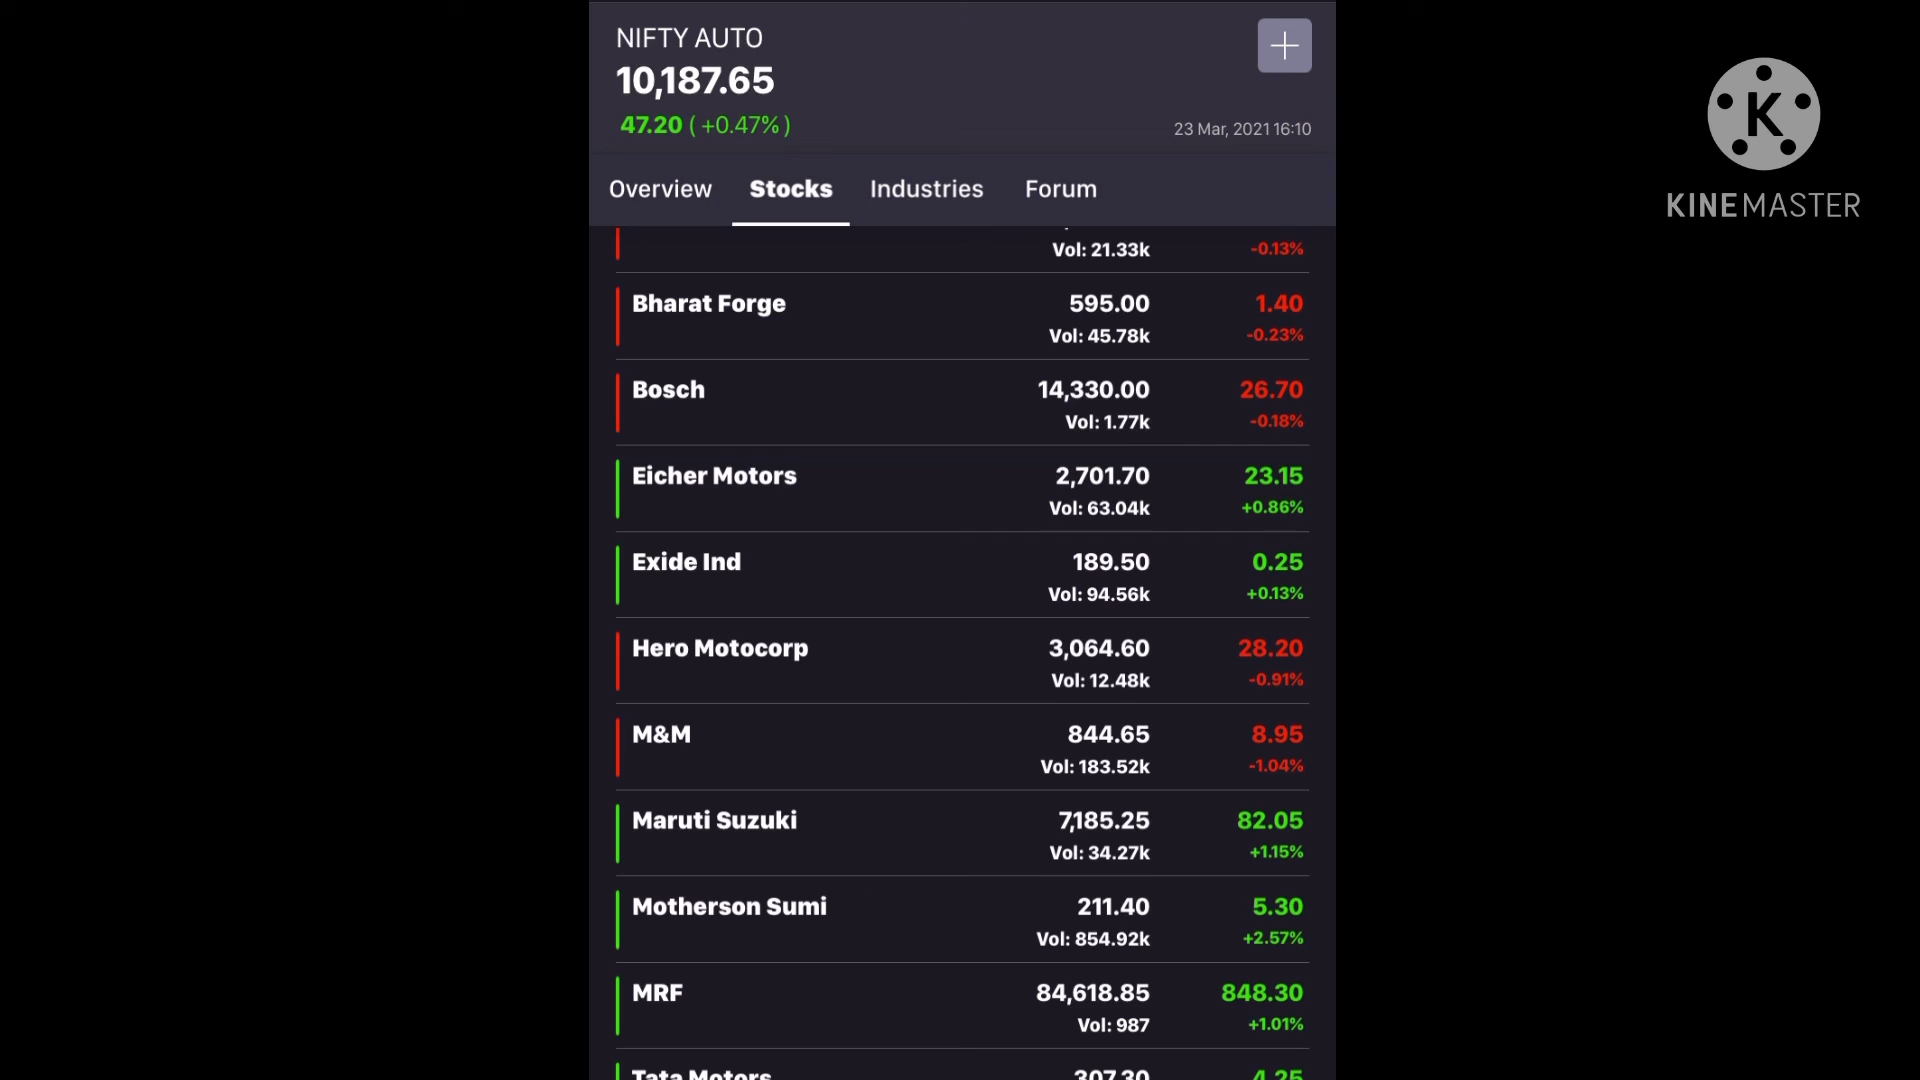 NIFTY AUTO
10,187.65
47.20 ( +0.47% )
23 Mar, 2021 16:10
K
KINEMASTER
Overview Stocks Industries Forum
Vol: 21.33k -0.13%
Bharat Forge 595.00 1.40
Vol: 45.78k -0.23%
Bosch 14,330.00 26.70
Vol: 1.77k -0.18%
Eicher Motors 2,701.70 23.15
Vol: 63.04k +0.86%
Exide Ind 189.50 0.25
Vol: 94.56k +0.13%
Hero Motocorp 3,064.60 28.20
Vol: 12.48k -0.91%
M&M 844.65 8.95
Vol: 183.52k -1.04%
Maruti Suzuki 7,185.25 82.05
Vol: 34.27k +1.15%
Motherson Sumi 211.40 5.30
Vol: 854.92k +2.57%
MRF 84,618.85 848.30
Vol: 987 +1.01%
Tata Motors 307.30 4.25